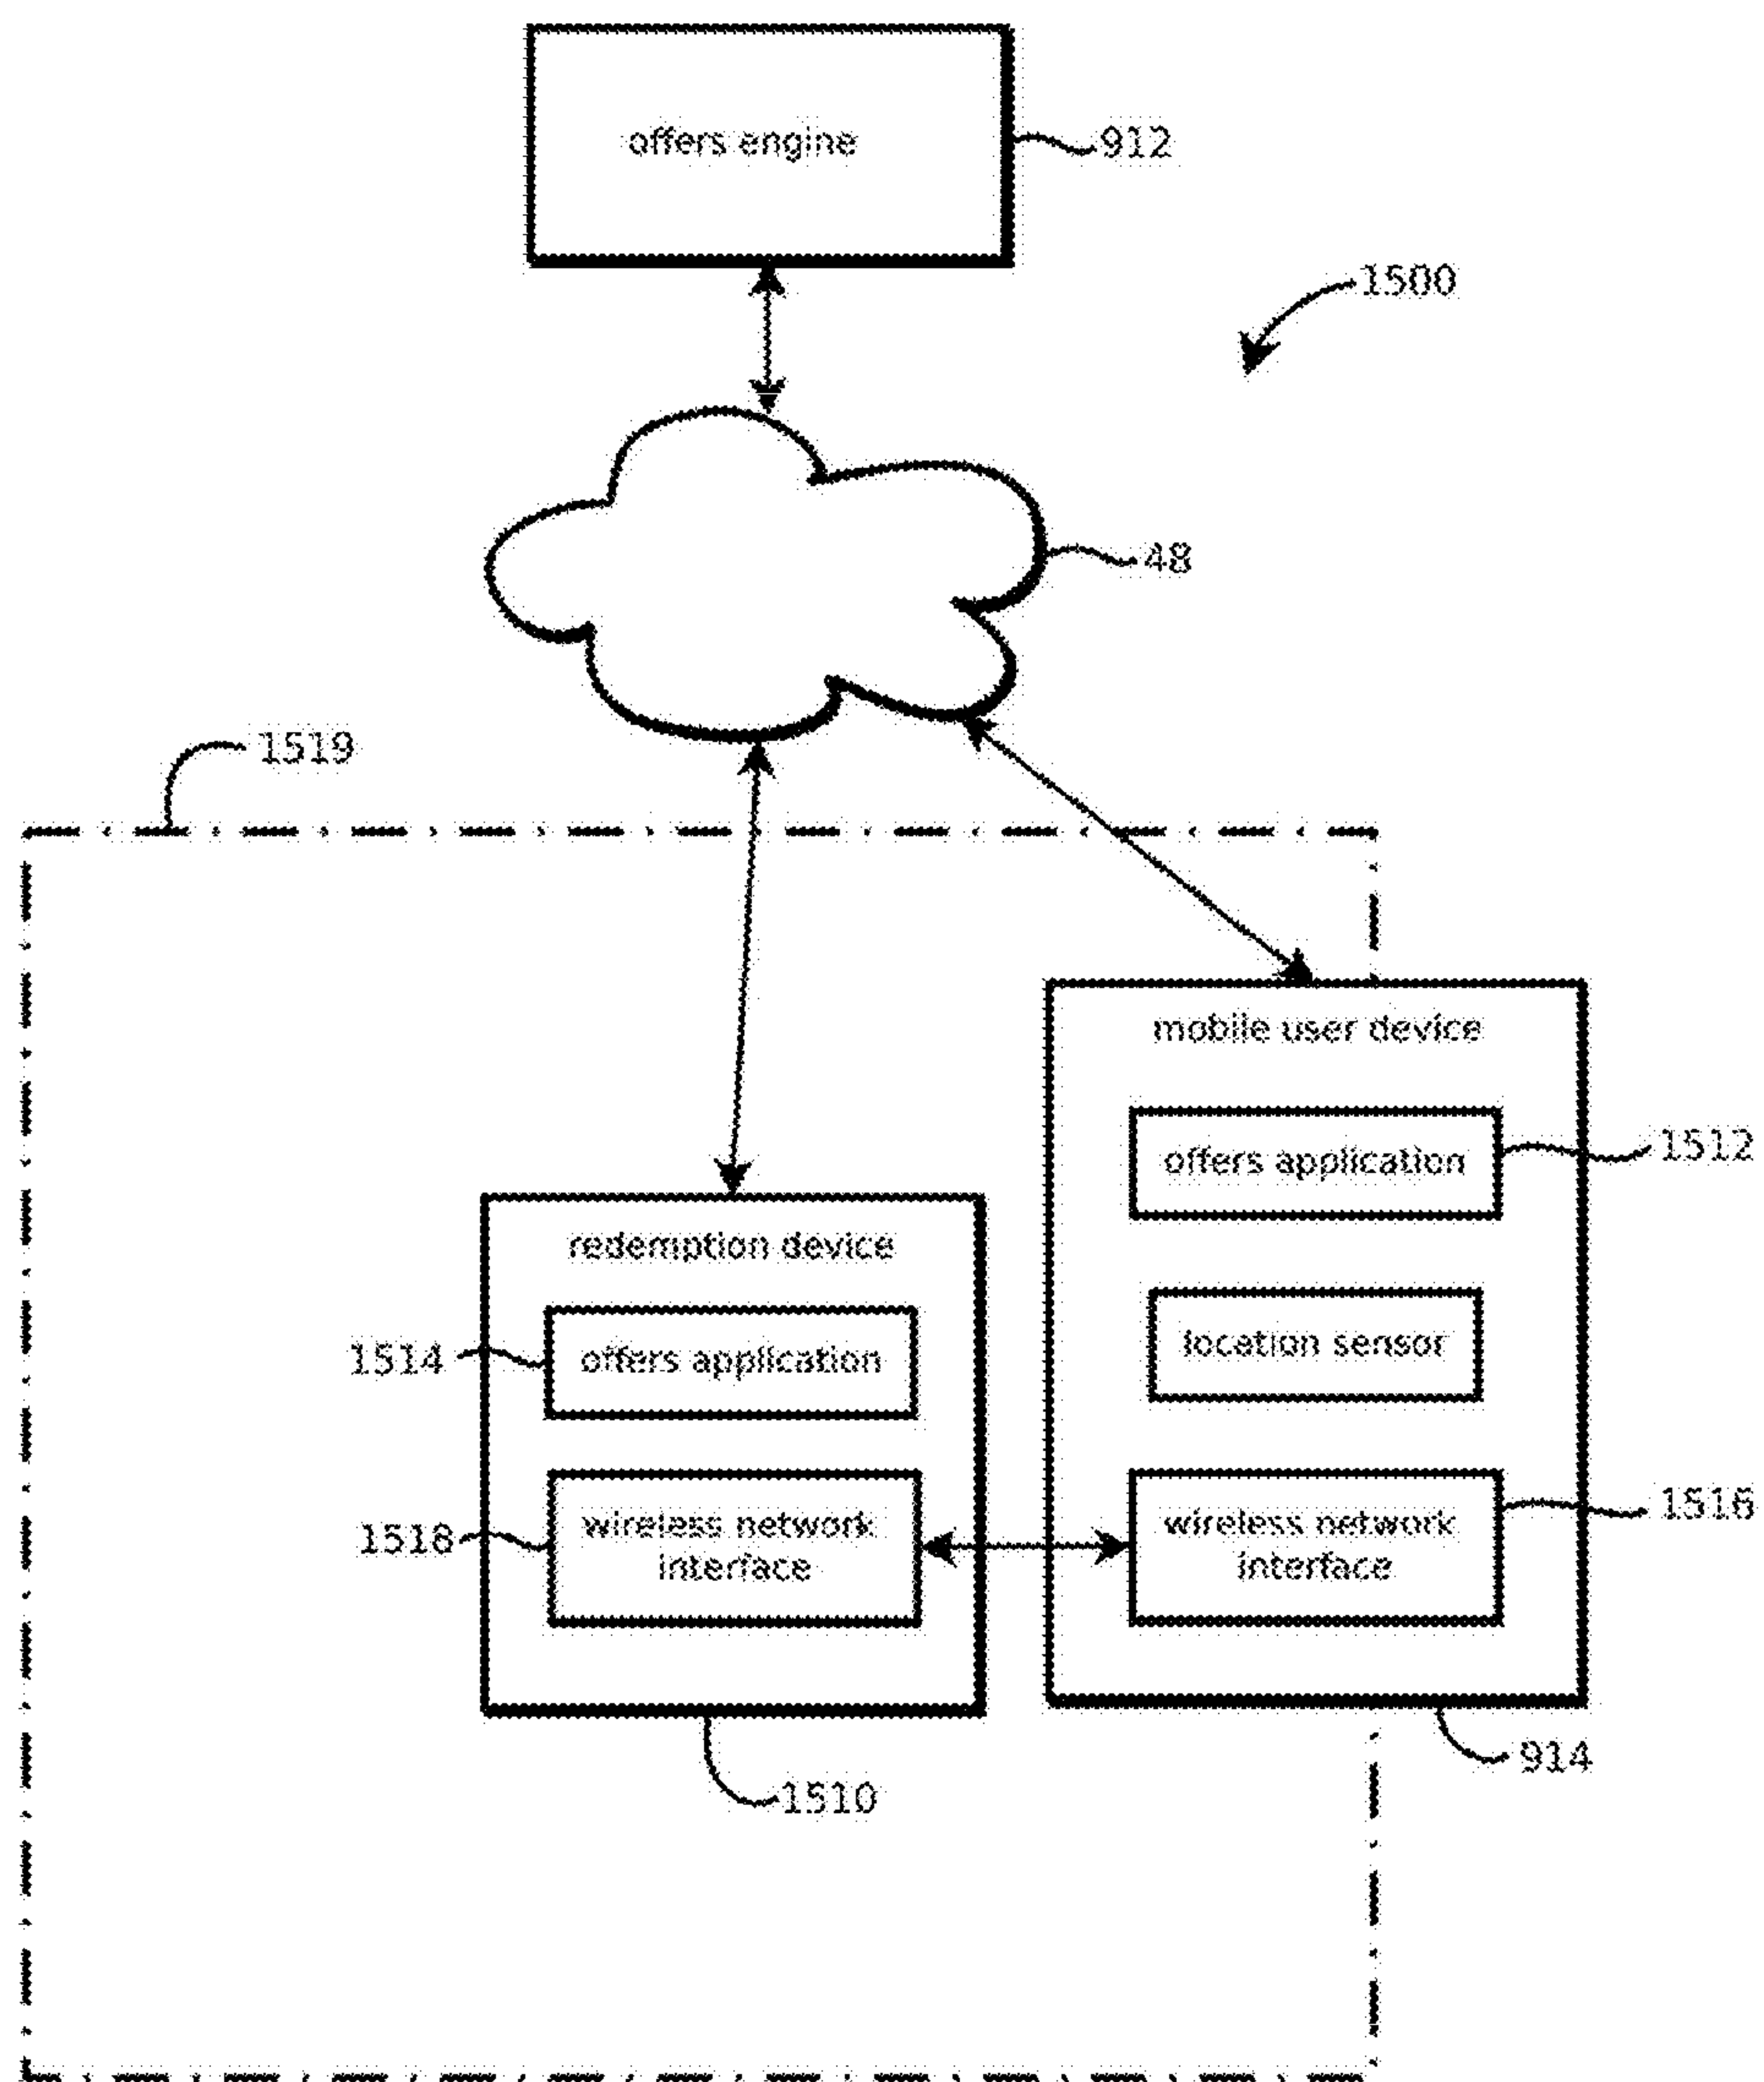 offers engine
912
1500
48
1519
mobile user device
offers application
1512
redemption device
location sensor
1514
offers application
wireless network
interface
1516
1518
wireless network
interface
914
1510